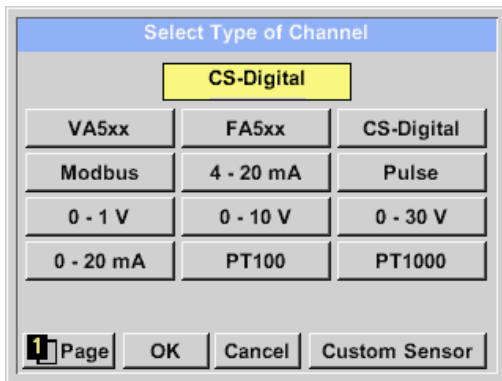 Select Type of Channel
CS-Digital
VA5xx FA5xx CS-Digital
Modbus 4 - 20 mA Pulse
0 - 1 V 0 - 10 V 0 - 30 V
0 - 20 mA PT100 PT1000
1 Page OK Cancel Custom Sensor